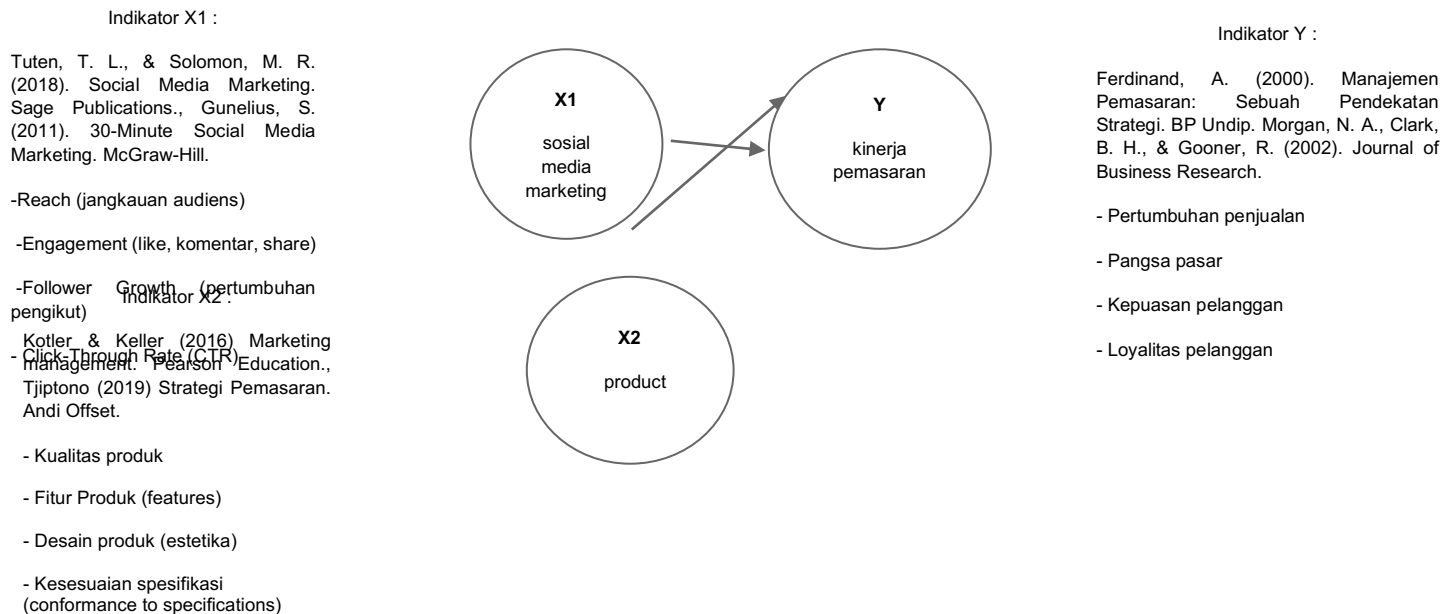 Indikator X1 :
Tuten, T. L., & Solomon, M. R.
(2018). Social Media Marketing.
Sage Publications., Gunelius, S.
(2011). 30-Minute Social Media
Marketing. McGraw-Hill.
-Reach (jangkauan audiens)
-Engagement (like, komentar, share)
-Follower Growth (pertumbuhan
pengikut)
- Click-Through Rate (CTR)
Indikator X2 :
Kotler & Keller (2016) Marketing
management. Pearson Education.,
Tjiptono (2019) Strategi Pemasaran.
Andi Offset.
- Kualitas produk
- Fitur Produk (features)
- Desain produk (estetika)
- Kesesuaian spesifikasi
(conformance to specifications)
X1
sosial
media
marketing
X2
product
Y
kinerja
pemasaran
Indikator Y :
Ferdinand, A. (2000). Manajemen
Pemasaran: Sebuah Pendekatan
Strategi. BP Undip. Morgan, N. A., Clark,
B. H., & Gooner, R. (2002). Journal of
Business Research.
- Pertumbuhan penjualan
- Pangsa pasar
- Kepuasan pelanggan
- Loyalitas pelanggan